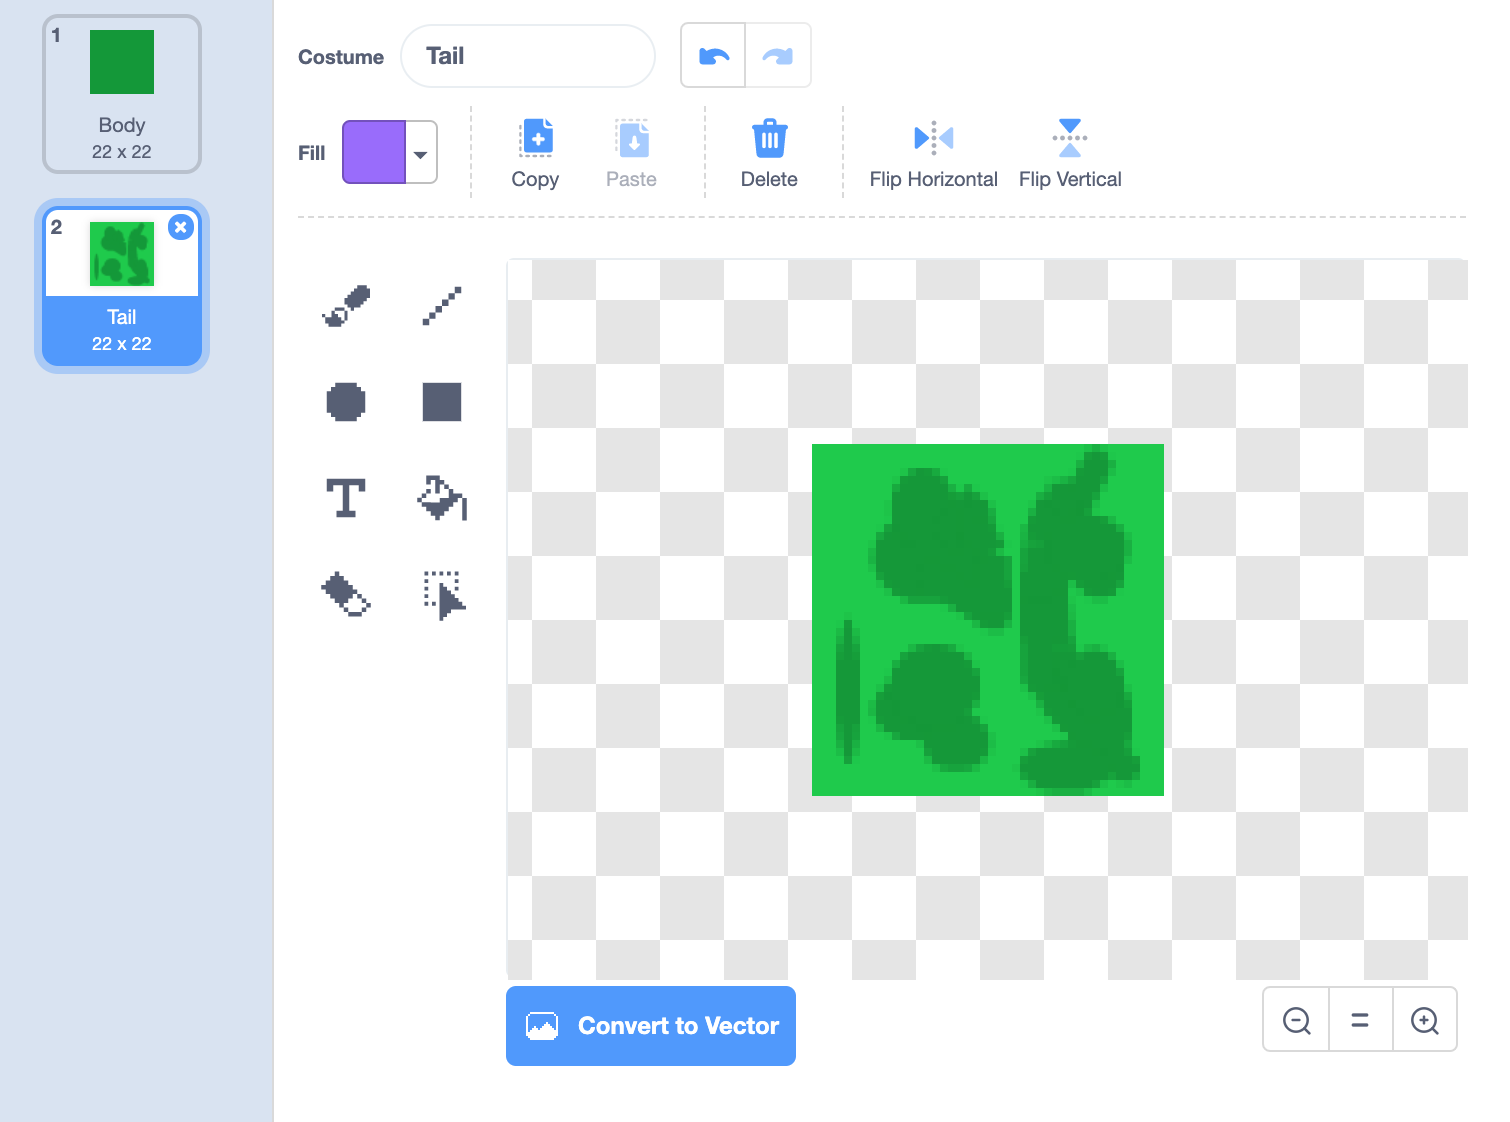 1
Body
22 x 22
2
Tail
22 x 22
Costume
Tail
Fill
Copy
Paste
Delete
Flip Horizontal
Flip Vertical
T
Convert to Vector